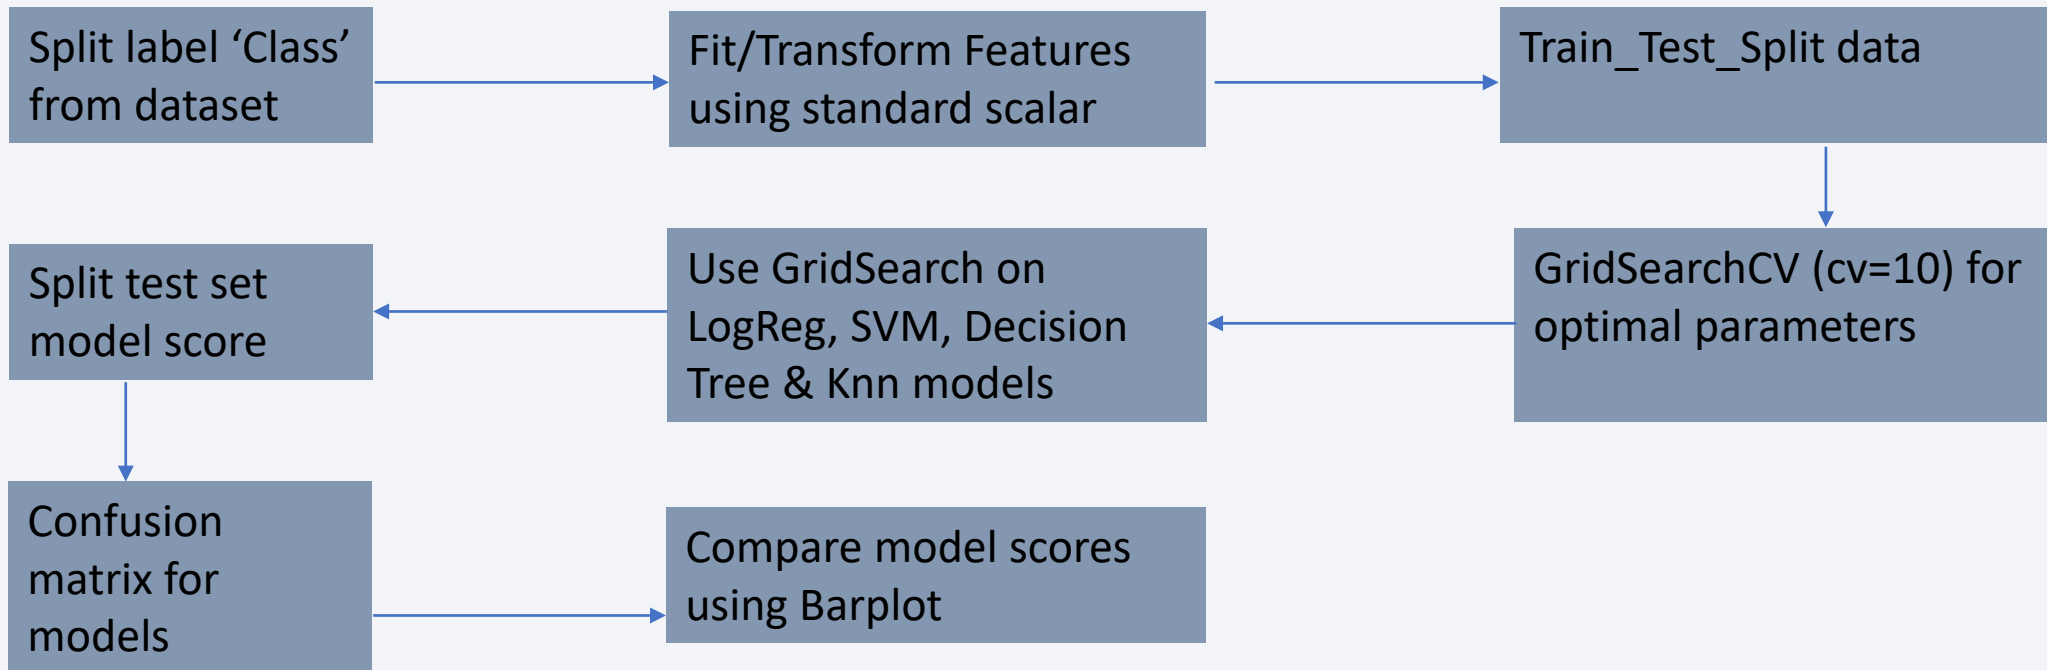 Split label ‘Class’
from dataset
Fit/Transform Features
using standard scalar
Train_Test_Split data
GridSearchCV (cv=10) for
optimal parameters
Use GridSearch on
LogReg, SVM, Decision
Tree & Knn models
Split test set
model score
Confusion
matrix for
models
Compare model scores
using Barplot